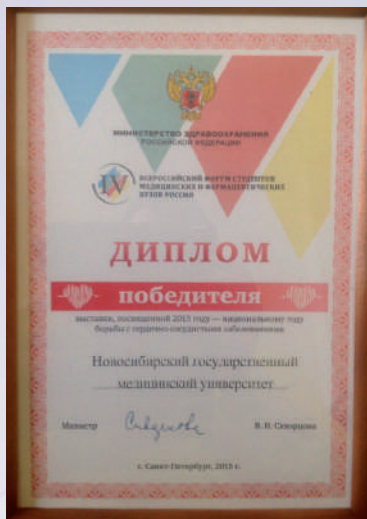 МИНИСТЕРСТВО ЗДРАВООХРАНЕНИЯ
РОССИЙСКОЙ ФЕДЕРАЦИИ
IV
ВСЕРОССИЙСКИЙ ФОРУМ СТУДЕНТОВ
МЕДИЦИНСКИХ И ФАРМАЦЕВТИЧЕСКИХ
ВУЗОВ РОССИИ
ДИПЛОМ
победителя
выставки, посвященной 2015 году — национальному году
борьбы с сердечно-сосудистыми заболеваниями
Новосибирский государственный
медицинский университет
Министр
В. И. Скворцова
г. Санкт-Петербург, 2015 г.